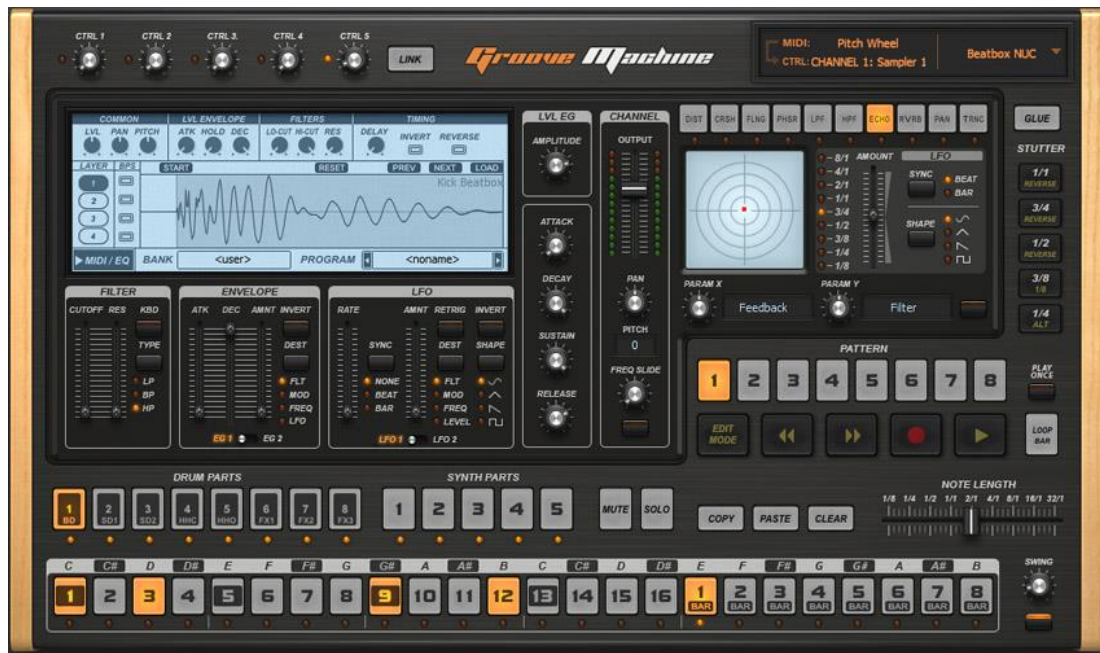 CTRL 1 CTRL 2 CTRL 3. CTRL 4 CTRL 5
LINK
Groove Machine
MIDI: Pitch Wheel
CTRL: CHANNEL 1: Sampler 1
Beatbox NUC
COMMON LVL ENVELOPE FILTERS TIMING
LVL PAN PITCH ATK HOLD DEC LO-CUT HI-CUT RES DELAY INVERT REVERSE
LAYER BPS START RESET PREV NEXT LOAD
Kick Beatbox
1
2
3
4
MIDI / EQ BANK <user> PROGRAM <noname>
LVL EG
AMPLITUDE
ATTACK
DECAY
SUSTAIN
RELEASE
CHANNEL
OUTPUT
PAN
PITCH
0
FREQ SLIDE
DIST CRSH FLNG PHSR LPF HPF ECHO RVRB PAN TRNC
8/1
4/1
2/1
1/1
3/4
1/2
3/8
1/4
1/8
AMOUNT
LFO
SYNC
BEAT
BAR
SHAPE
PARAM X Feedback PARAM Y Filter
GLUE
STUTTER
1/1
REVERSE
3/4
REVERSE
1/2
REVERSE
3/8
1/8
1/4
ALT
FILTER
CUTOFF RES KBD
TYPE
LP
BP
HP
ENVELOPE
ATK DEC AMNT INVERT
DEST
FLT
MOD
FREQ
LFO
EG 1 EG 2
LFO
RATE AMNT RETRIG INVERT
SYNC DEST SHAPE
NONE FLT
BEAT MOD
BAR FREQ
LEVEL
LFO 1 LFO 2
PATTERN
1 2 3 4 5 6 7 8
PLAY
ONCE
EDIT
MODE
LOOP
BAR
DRUM PARTS
1 2 3 4 5 6 7 8
BD SD1 SD2 HHC HHO FX1 FX2 FX3
SYNTH PARTS
1 2 3 4 5
MUTE SOLO
COPY PASTE CLEAR
NOTE LENGTH
1/8 1/4 1/2 1/1 2/1 4/1 8/1 16/1 32/1
C C# D D# E F F# G G# A A# B C C# D D# E F F# G G# A A# B
1 2 3 4 5 6 7 8 9 10 11 12 13 14 15 16 1 2 3 4 5 6 7 8
BAR BAR BAR BAR BAR BAR BAR BAR
SWING